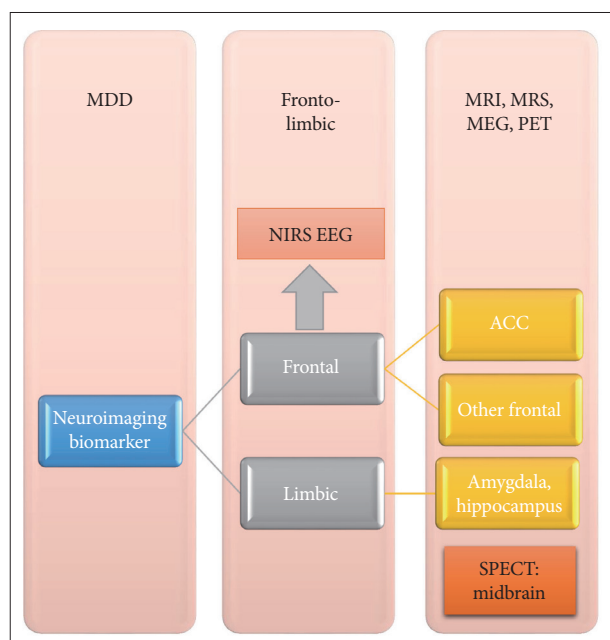 MDD
Fronto-
limbic
MRI, MRS,
MEG, PET
NIRS EEG
ACC
Frontal
Other frontal
Neuroimaging
biomarker
Limbic
Amygdala,
hippocampus
SPECT:
midbrain